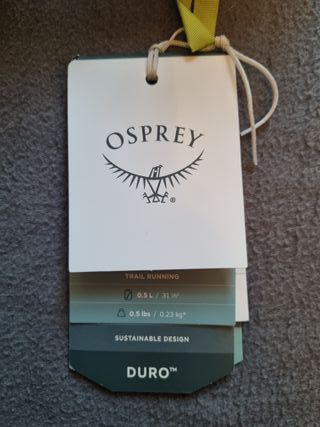 OSPREY
®
TRAIL RUNNING
0.5 L / 31 in³
0.5 lbs / 0.23 kg*
SUSTAINABLE DESIGN
DURO™